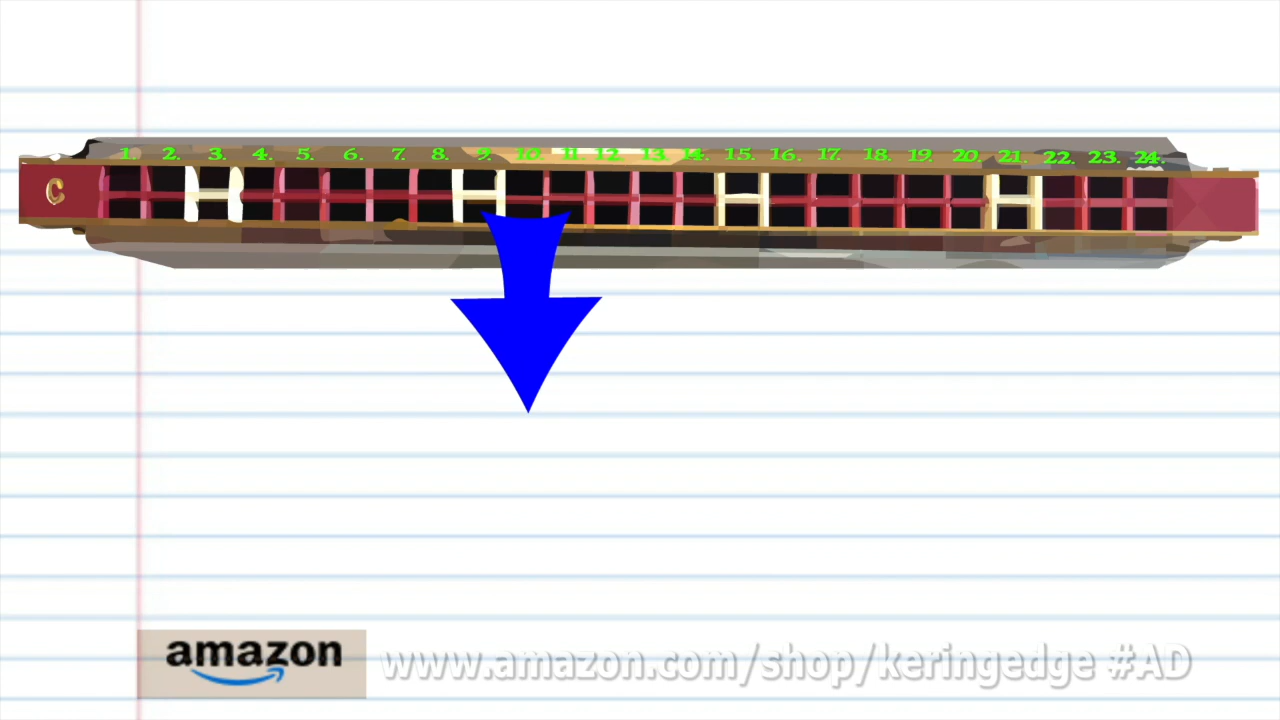 1. 2. 3. 4. 5. 6. 7. 8. 9. 10. 11. 12. 13. 14. 15. 16. 17. 18. 19. 20. 21. 22. 23. 24.
C
amazon www.amazon.com/shop/keringedge #AD